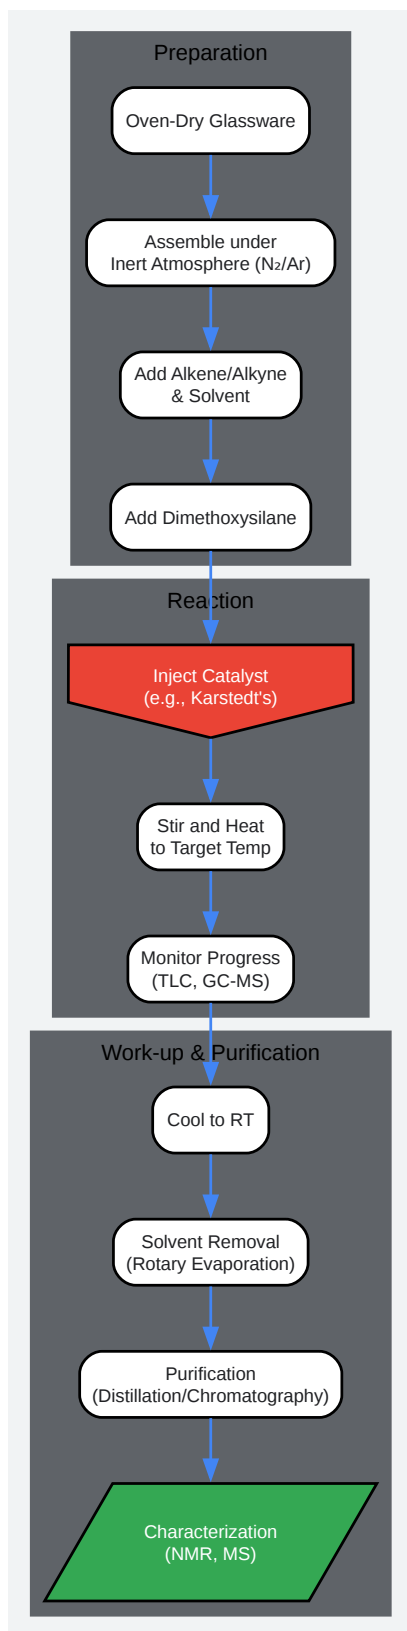 Preparation
Oven-Dry Glassware
Assemble under
Inert Atmosphere (N₂/Ar)
Add Alkene/Alkyne
& Solvent
Add Dimethoxysilane
Reaction
Inject Catalyst
(e.g., Karstedt's)
Stir and Heat
to Target Temp
Monitor Progress
(TLC, GC-MS)
Work-up & Purification
Cool to RT
Solvent Removal
(Rotary Evaporation)
Purification
(Distillation/Chromatography)
Characterization
(NMR, MS)